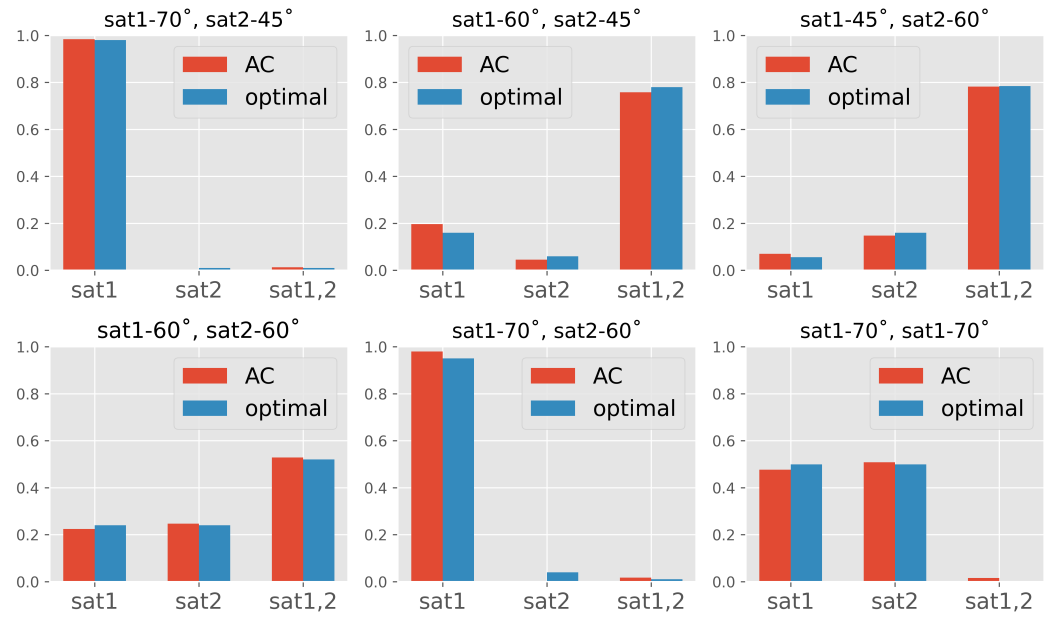 sat1-70˚, sat2-45˚
1.0
0.8
0.6
0.4
0.2
0.0
AC
optimal
sat1 sat2 sat1,2
sat1-60˚, sat2-45˚
1.0
0.8
0.6
0.4
0.2
0.0
AC
optimal
sat1 sat2 sat1,2
sat1-45˚, sat2-60˚
1.0
0.8
0.6
0.4
0.2
0.0
AC
optimal
sat1 sat2 sat1,2
sat1-60˚, sat2-60˚
1.0
0.8
0.6
0.4
0.2
0.0
AC
optimal
sat1 sat2 sat1,2
sat1-70˚, sat2-60˚
1.0
0.8
0.6
0.4
0.2
0.0
AC
optimal
sat1 sat2 sat1,2
sat1-70˚, sat1-70˚
1.0
0.8
0.6
0.4
0.2
0.0
AC
optimal
sat1 sat2 sat1,2